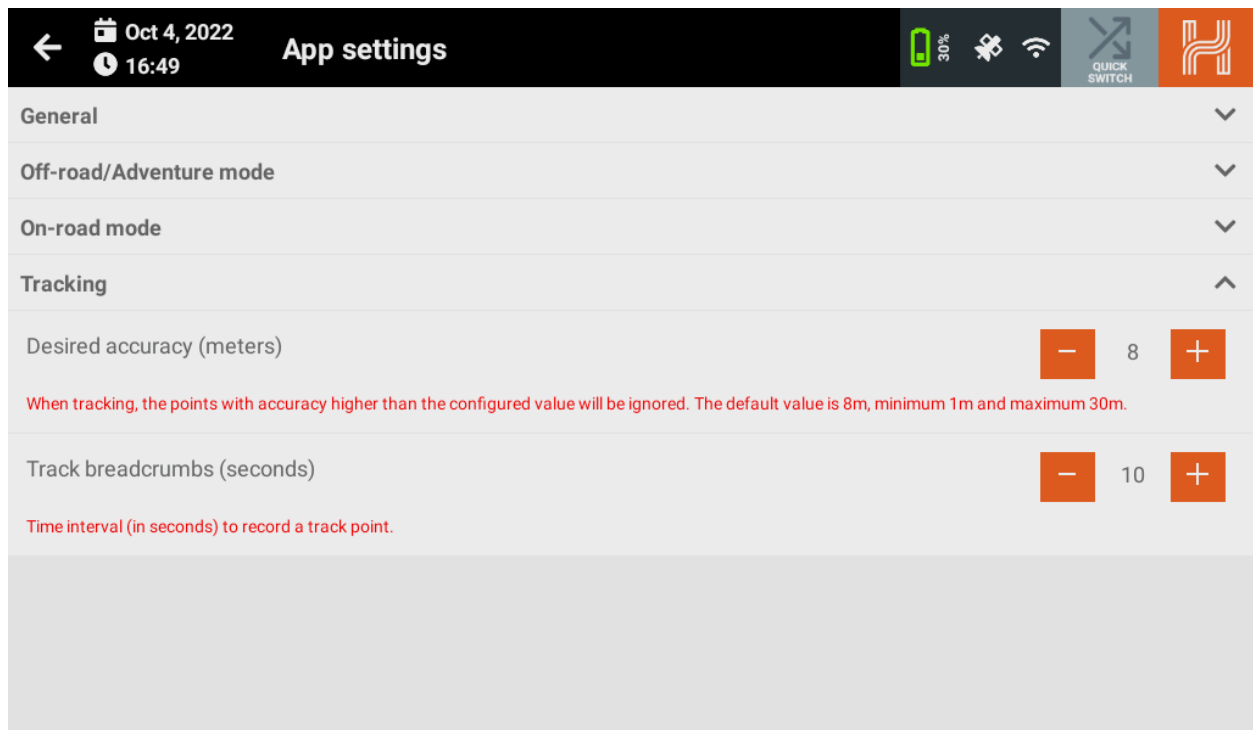 Oct 4, 2022
16:49
App settings
30%
QUICK
SWITCH
General
Off-road/Adventure mode
On-road mode
Tracking
Desired accuracy (meters)
8
When tracking, the points with accuracy higher than the configured value will be ignored. The default value is 8m, minimum 1m and maximum 30m.
Track breadcrumbs (seconds)
10
Time interval (in seconds) to record a track point.